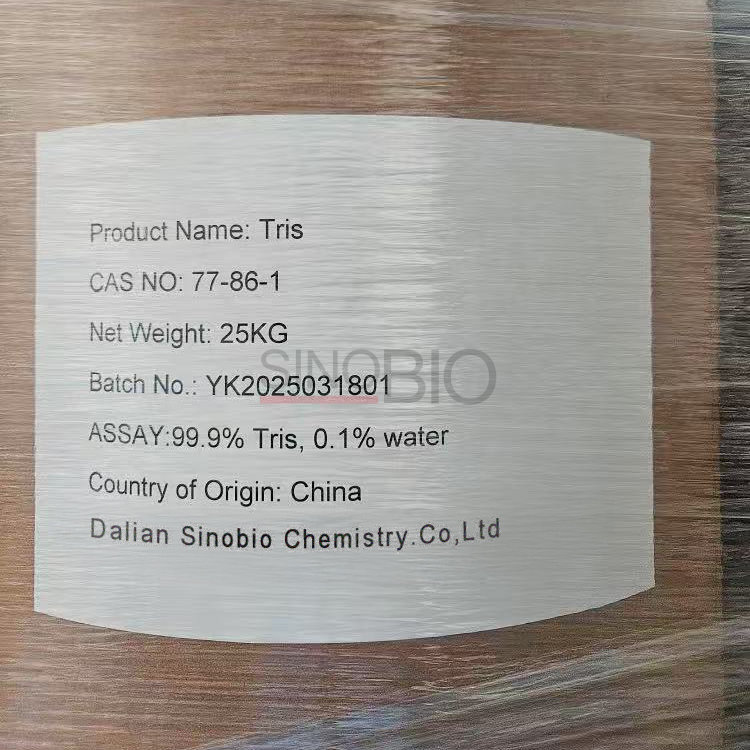 Product Name: Tris
CAS NO: 77-86-1
Net Weight: 25KG
SINOBIO
Batch No.: YK2025031801
ASSAY:99.9% Tris, 0.1% water
Country of Origin: China
Dalian Sinobio Chemistry.Co,Ltd